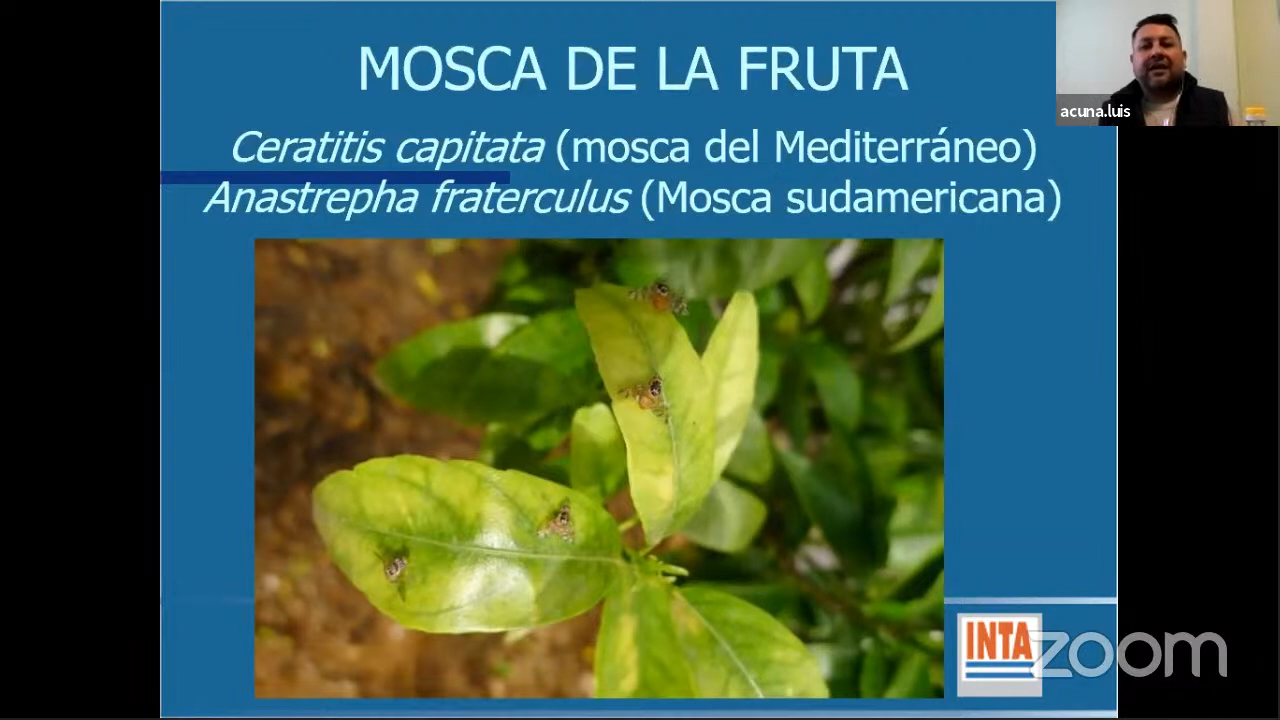 MOSCA DE LA FRUTA
Ceratitis capitata (mosca del Mediterráneo)
Anastrepha fraterculus (Mosca sudamericana)
acuna.luis
INTA
zoom